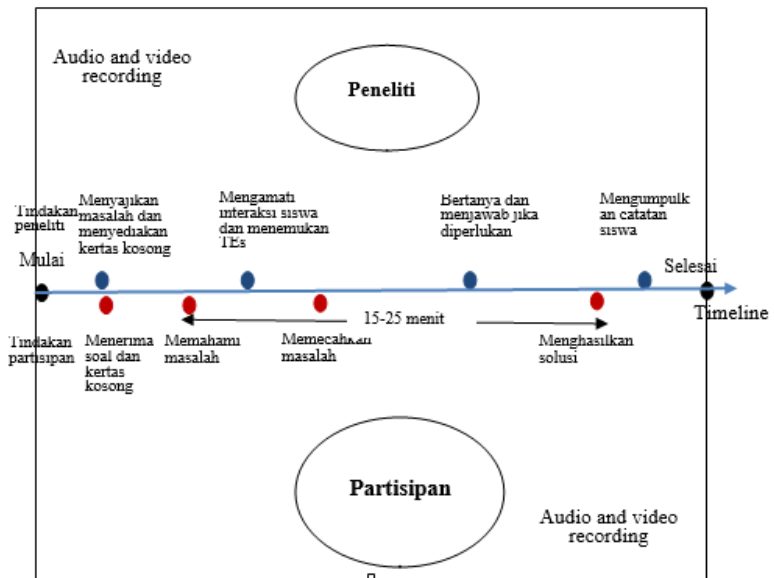 Audio and video
recording
Peneliti
Tindakan
peneliti
Menyajikan
masalah dan
menyediakan
kertas kosong
Mengamati
interaksi siswa
dan menemukan
TEs
Bertanya dan
menjawab jika
diperlukan
Mengumpulk
an catatan
siswa
Mulai
Selesai
Timeline
15-25 menit
Tindakan
partisipan
Menerima
soal dan
kertas
kosong
Memahami
masalah
Memecahkan
masalah
Menghasilkan
solusi
Partisipan
Audio and video
recording